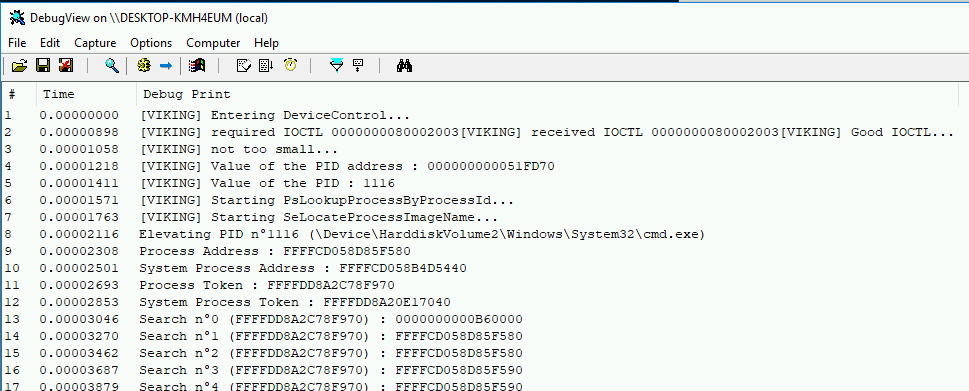 DebugView on \\DESKTOP-KMH4EUM (local)
File Edit Capture Options Computer Help
# Time Debug Print
1 0.00000000 [VIKING] Entering DeviceControl...
2 0.00000898 [VIKING] required IOCTL 0000000080002003[VIKING] received IOCTL 0000000080002003[VIKING] Good IOCTL...
3 0.00001058 [VIKING] not too small...
4 0.00001218 [VIKING] Value of the PID address : 000000000051FD70
5 0.00001411 [VIKING] Value of the PID : 1116
6 0.00001571 [VIKING] Starting PsLookupProcessByProcessId...
7 0.00001763 [VIKING] Starting SeLocateProcessImageName...
8 0.00002116 Elevating PID n°1116 (\Device\HarddiskVolume2\Windows\System32\cmd.exe)
9 0.00002308 Process Address : FFFFCD058D85F580
10 0.00002501 System Process Address : FFFFCD058B4D5440
11 0.00002693 Process Token : FFFFDD8A2C78F970
12 0.00002853 System Process Token : FFFFDD8A20E17040
13 0.00003046 Search n°0 (FFFFDD8A2C78F970) : 0000000000B60000
14 0.00003270 Search n°1 (FFFFDD8A2C78F970) : FFFFCD058D85F580
15 0.00003462 Search n°2 (FFFFDD8A2C78F970) : FFFFCD058D85F580
16 0.00003687 Search n°3 (FFFFDD8A2C78F970) : FFFFCD058D85F590
17 0.00003879 Search n°4 (FFFFDD8A2C78F970) : FFFFCD058D85F590